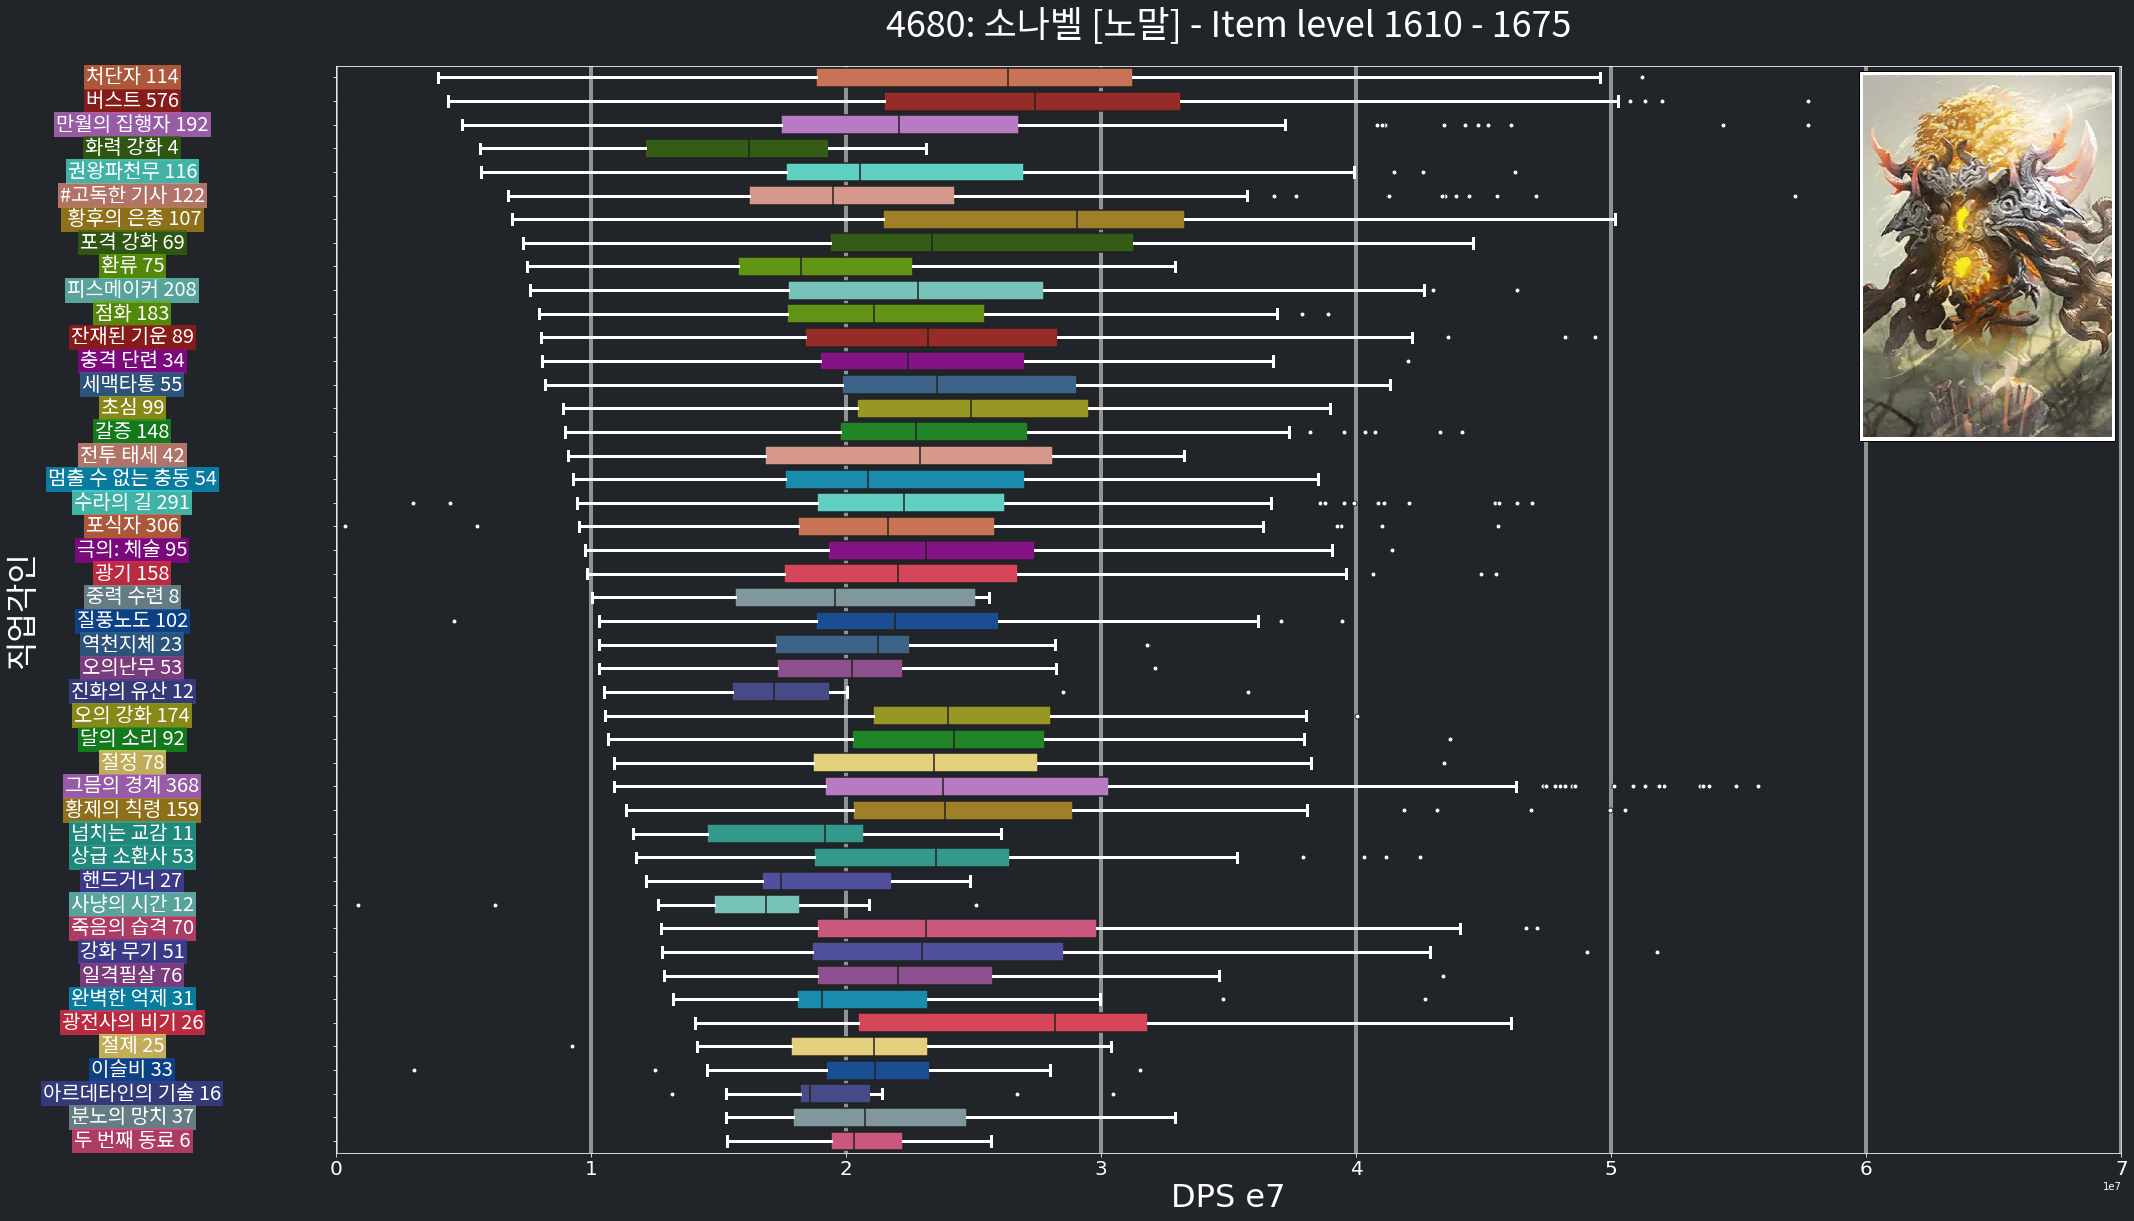 4680: 소나벨 [노말] - Item level 1610 - 1675
처단자 114
버스트 576
만월의 집행자 192
화력 강화 4
권왕파천무 116
#고독한 기사 122
황후의 은총 107
포격 강화 69
환류 75
피스메이커 208
점화 183
잔재된 기운 89
충격 단련 34
세맥타통 55
초심 99
갈증 148
전투 태세 42
멈출 수 없는 충동 54
수라의 길 291
포식자 306
극의: 체술 95
광기 158
중력 수련 8
질풍노도 102
역천지체 23
오의난무 53
진화의 유산 12
오의 강화 174
달의 소리 92
절정 78
그믐의 경계 368
황제의 칙령 159
넘치는 교감 11
상급 소환사 53
핸드거너 27
사냥의 시간 12
죽음의 습격 70
강화 무기 51
일격필살 76
완벽한 억제 31
광전사의 비기 26
절제 25
이슬비 33
아르데타인의 기술 16
분노의 망치 37
두 번째 동료 6
직업각인
0 1 2 3 4 5 6 7
1e7
DPS e7